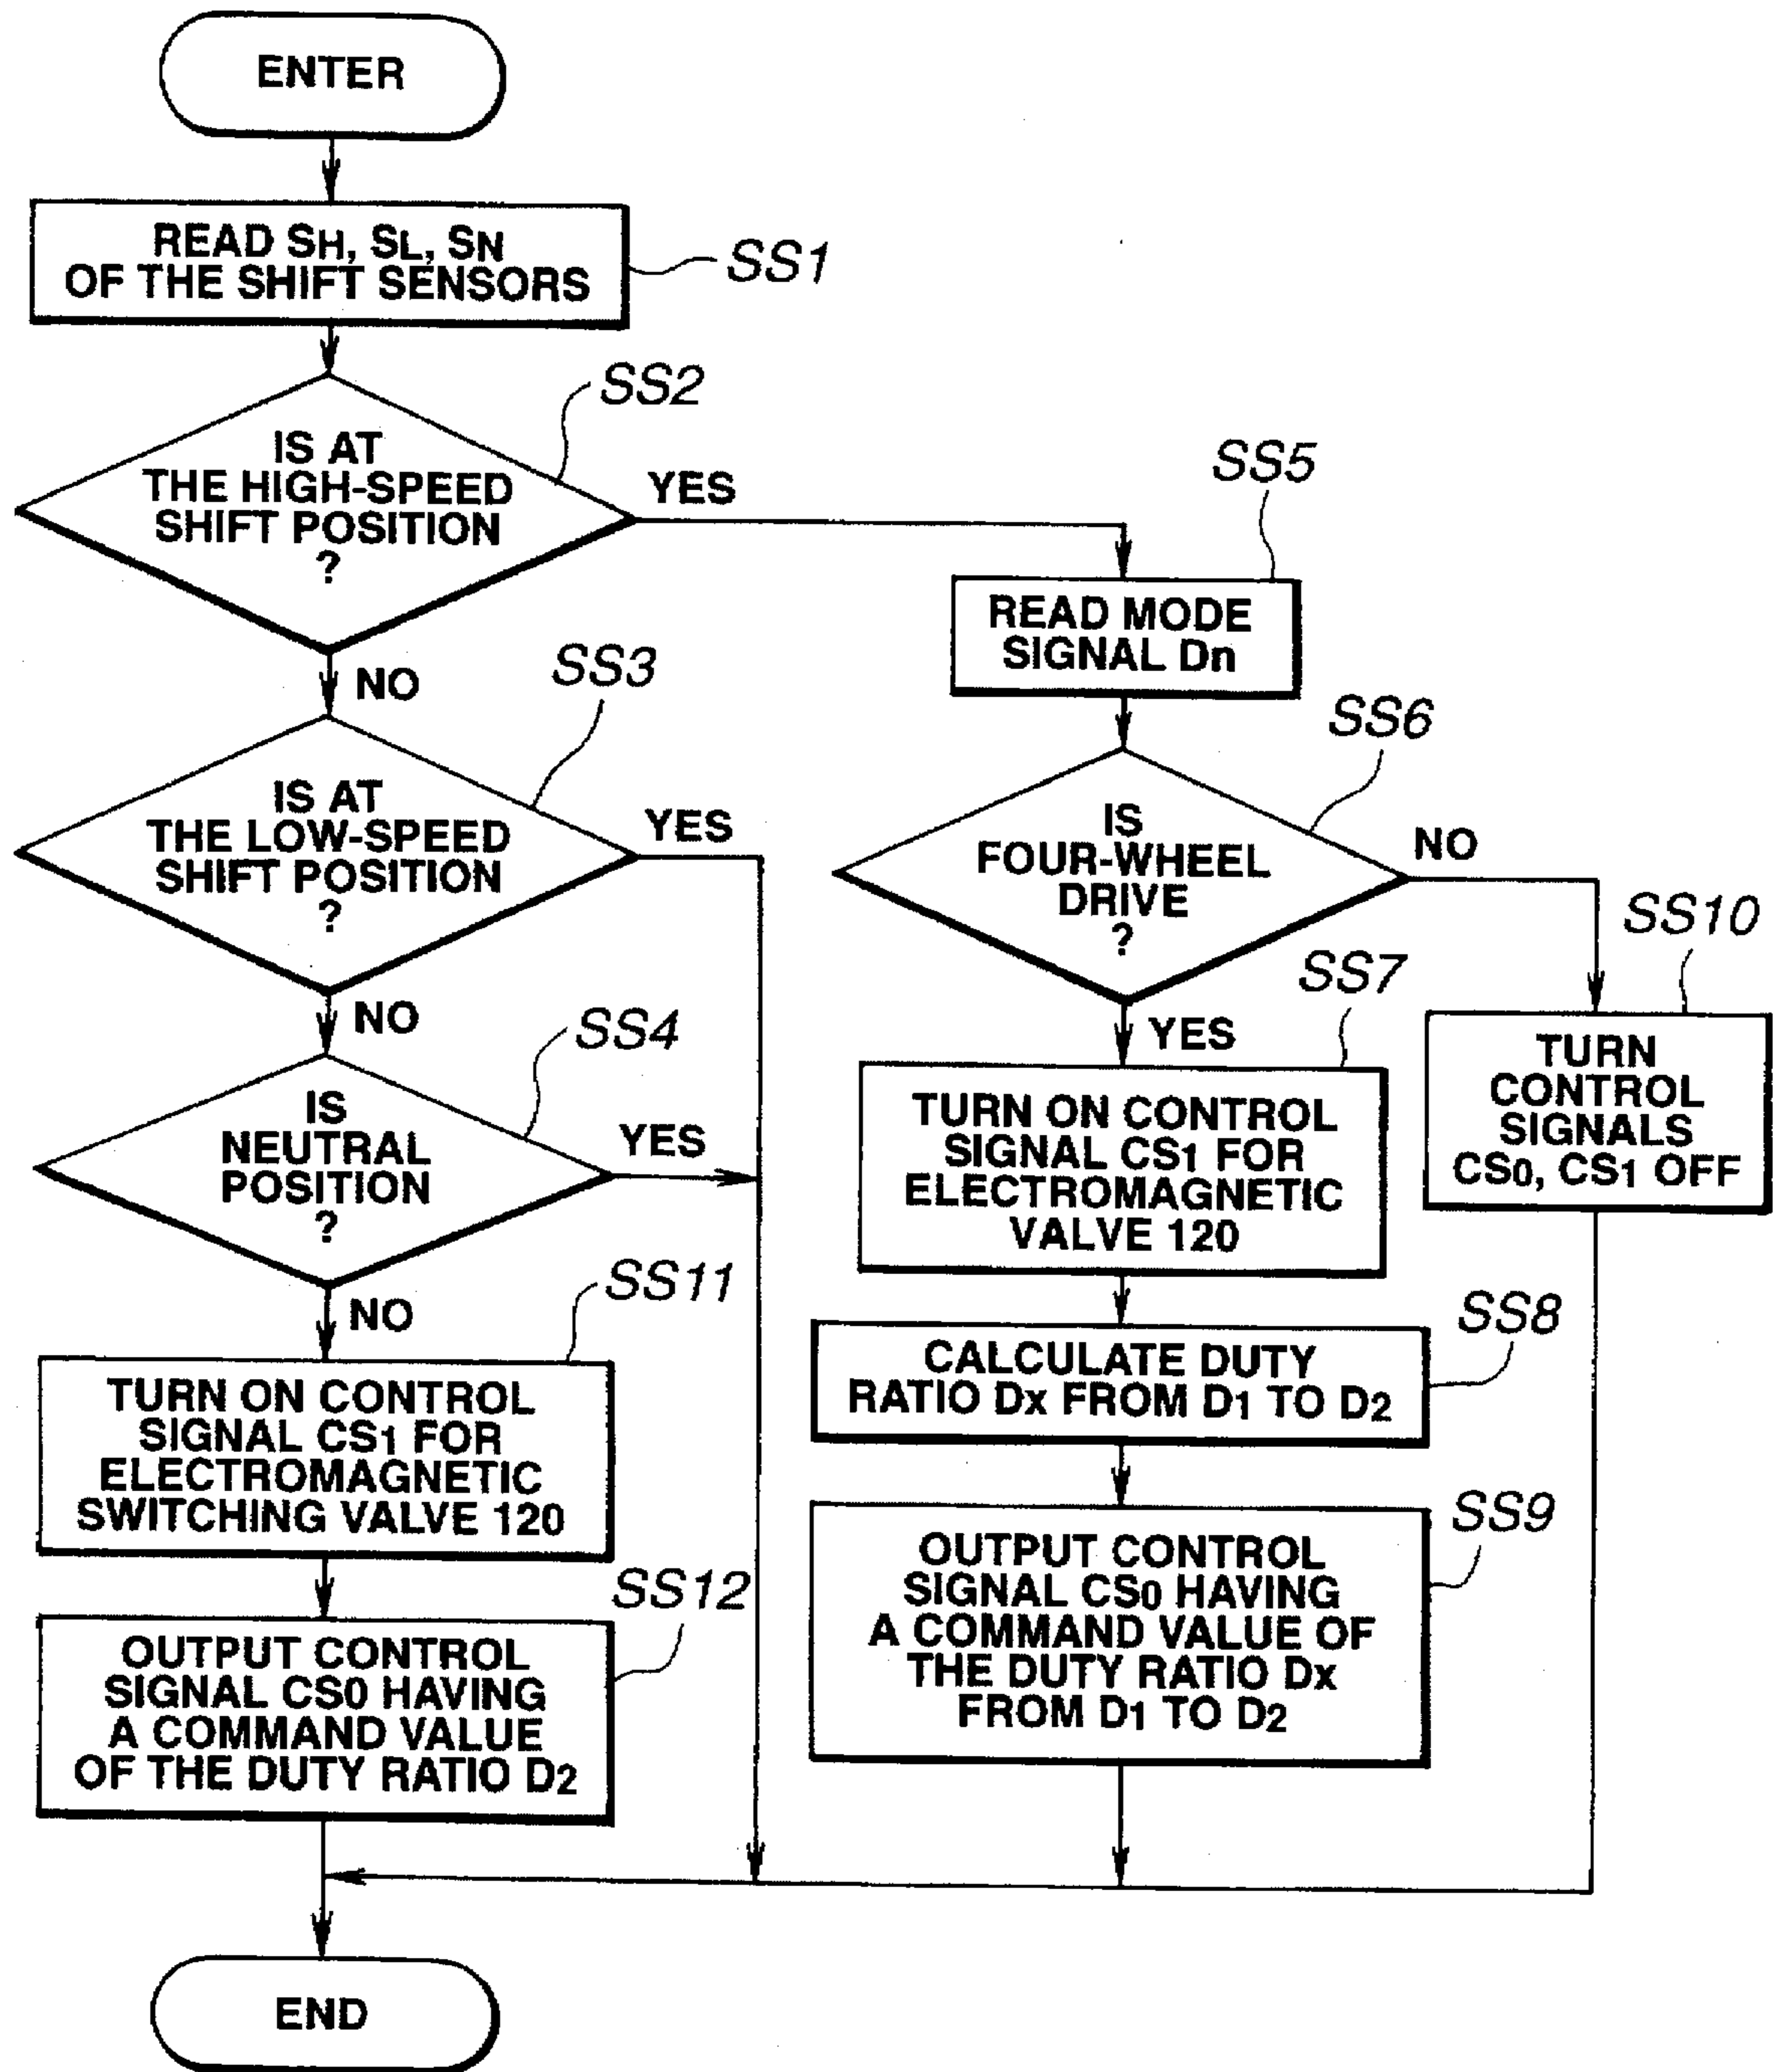 ENTER
READ SH, SL, SN
OF THE SHIFT SENSORS
SS1
IS AT
THE HIGH-SPEED
SHIFT POSITION
?
SS2
YES
NO
IS AT
THE LOW-SPEED
SHIFT POSITION
?
SS3
YES
NO
IS
NEUTRAL
POSITION
?
SS4
YES
NO
SS11
TURN ON CONTROL
SIGNAL CS1 FOR
ELECTROMAGNETIC
SWITCHING VALVE 120
SS12
OUTPUT CONTROL
SIGNAL CS0 HAVING
A COMMAND VALUE
OF THE DUTY RATIO D2
SS5
READ MODE
SIGNAL Dn
SS6
IS
FOUR-WHEEL
DRIVE
?
NO
YES
SS7
TURN ON CONTROL
SIGNAL CS1 FOR
ELECTROMAGNETIC
VALVE 120
SS8
CALCULATE DUTY
RATIO Dx FROM D1 TO D2
SS9
OUTPUT CONTROL
SIGNAL CS0 HAVING
A COMMAND VALUE OF
THE DUTY RATIO Dx
FROM D1 TO D2
SS10
TURN
CONTROL
SIGNALS
CS0, CS1 OFF
END